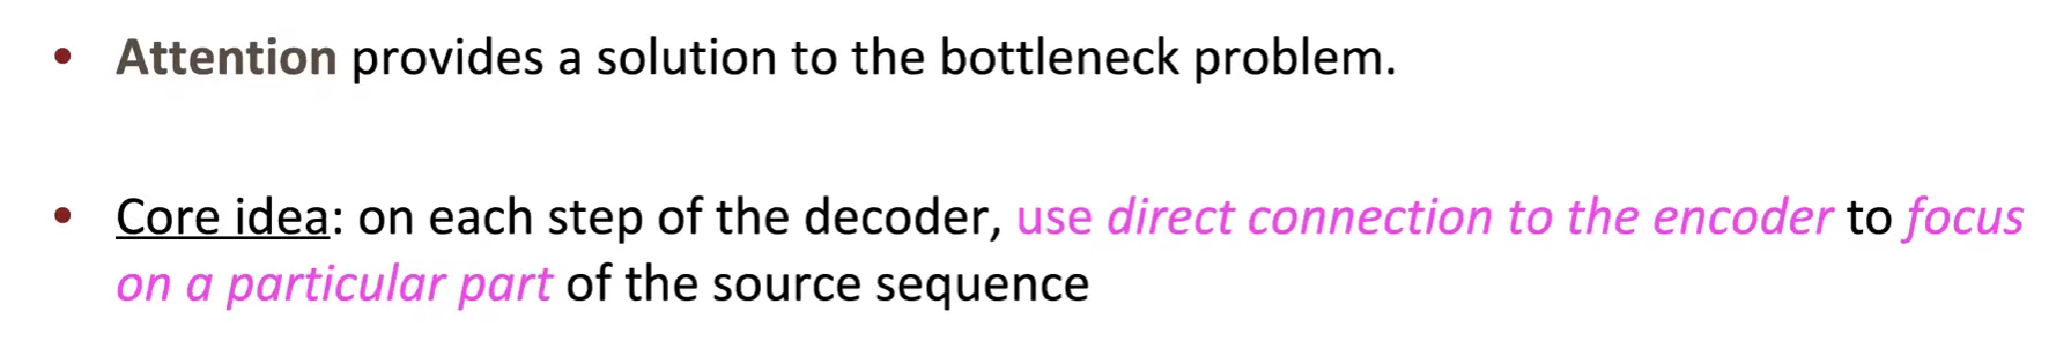 • Attention provides a solution to the bottleneck problem.
• Core idea: on each step of the decoder, use direct connection to the encoder to focus
on a particular part of the source sequence